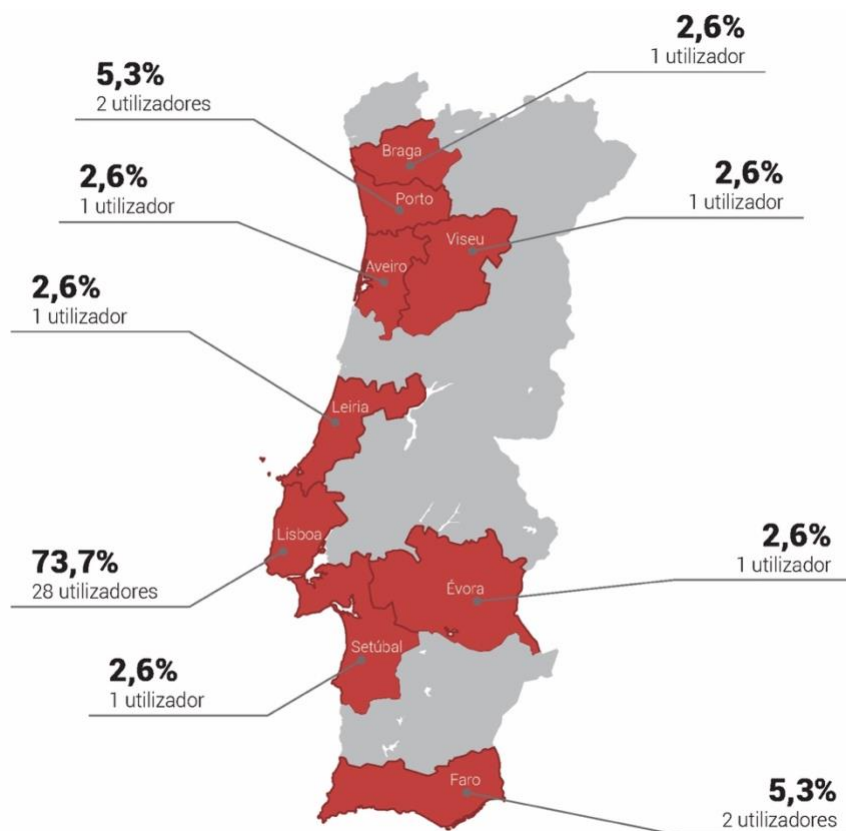 2,6%
1 utilizador
5,3%
2 utilizadores
Braga
2,6%
1 utilizador
Porto
2,6%
1 utilizador
Viseu
Aveiro
2,6%
1 utilizador
Leiria
Lisboa
73,7%
28 utilizadores
2,6%
1 utilizador
Évora
Setúbal
2,6%
1 utilizador
Faro
5,3%
2 utilizadores